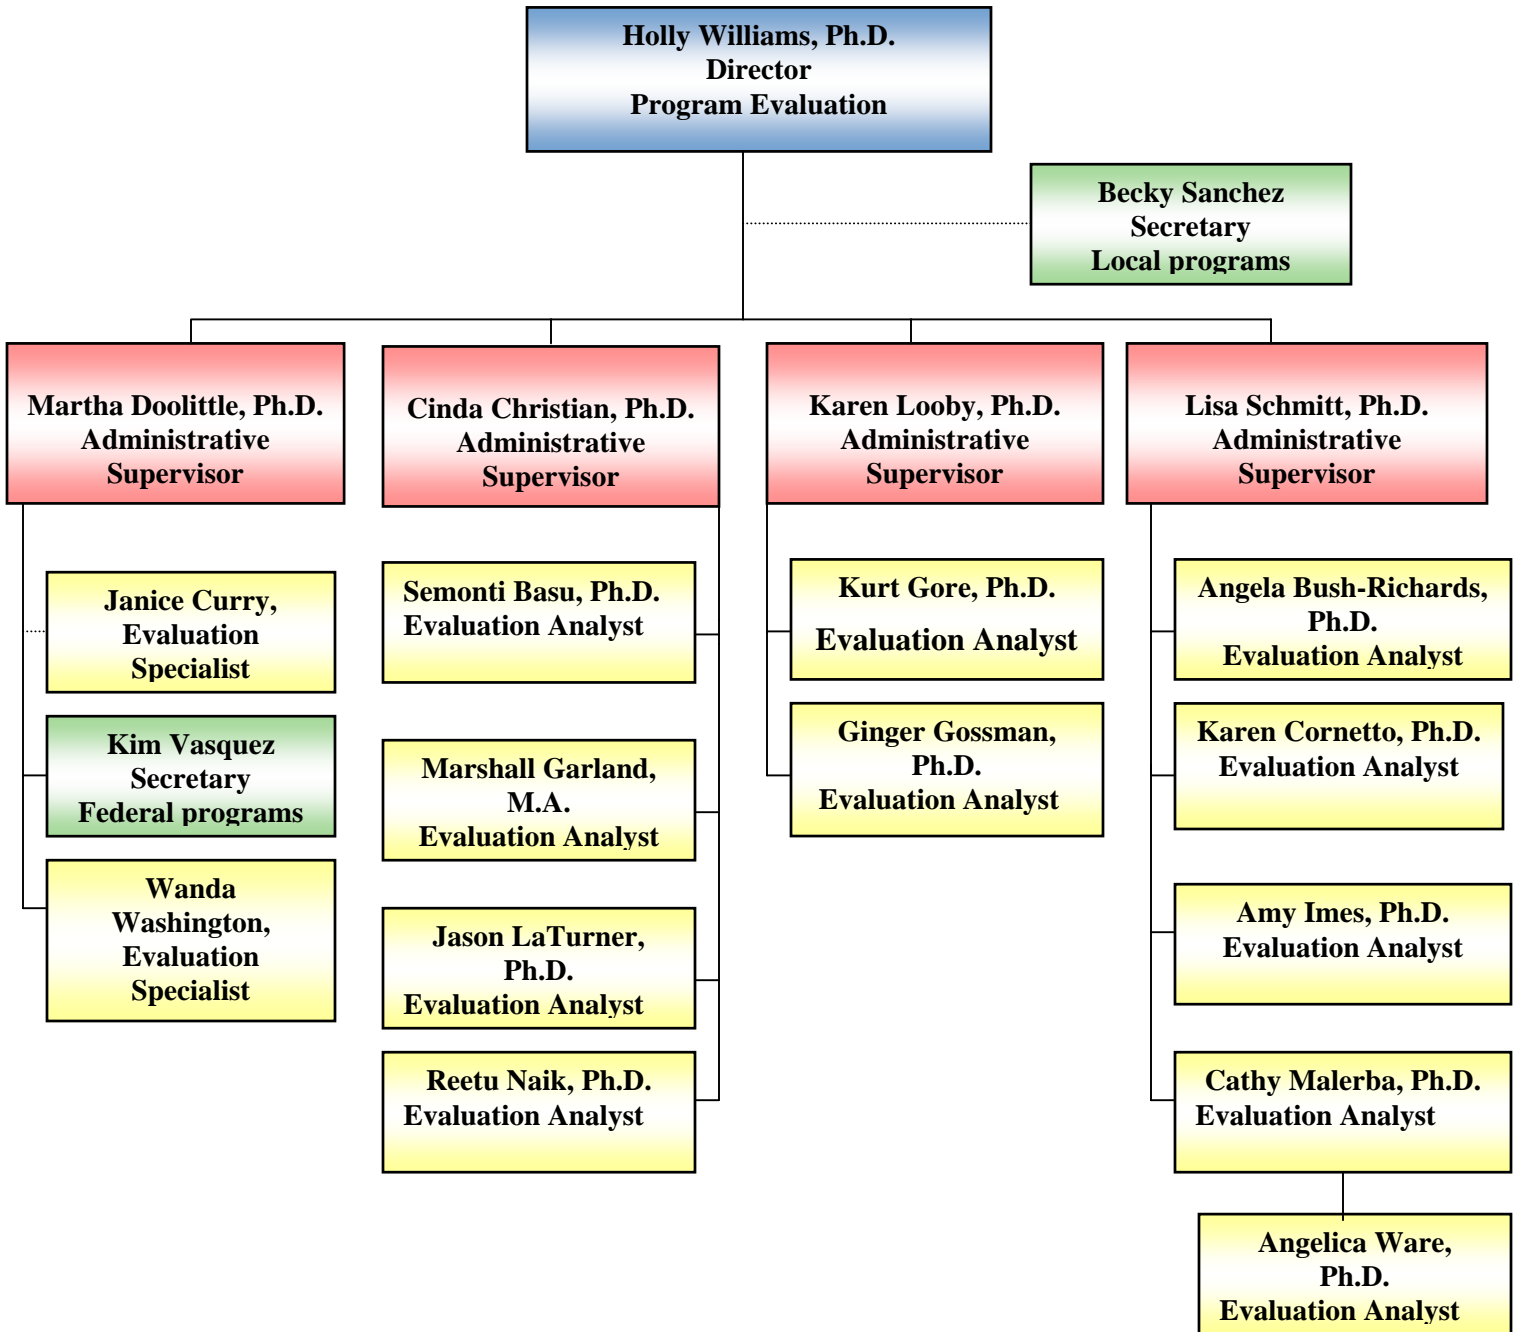 Holly Williams, Ph.D.
Director
Program Evaluation
Becky Sanchez
Secretary
Local programs
Martha Doolittle, Ph.D.
Administrative
Supervisor
Janice Curry,
Evaluation
Specialist
Kim Vasquez
Secretary
Federal programs
Wanda
Washington,
Evaluation
Specialist
Cinda Christian, Ph.D.
Administrative
Supervisor
Semonti Basu, Ph.D.
Evaluation Analyst
Marshall Garland,
M.A.
Evaluation Analyst
Jason LaTurner,
Ph.D.
Evaluation Analyst
Reetu Naik, Ph.D.
Evaluation Analyst
Karen Looby, Ph.D.
Administrative
Supervisor
Kurt Gore, Ph.D.
Evaluation Analyst
Ginger Gossman,
Ph.D.
Evaluation Analyst
Lisa Schmitt, Ph.D.
Administrative
Supervisor
Angela Bush-Richards,
Ph.D.
Evaluation Analyst
Karen Cornetto, Ph.D.
Evaluation Analyst
Amy Imes, Ph.D.
Evaluation Analyst
Cathy Malerba, Ph.D.
Evaluation Analyst
Angelica Ware,
Ph.D.
Evaluation Analyst